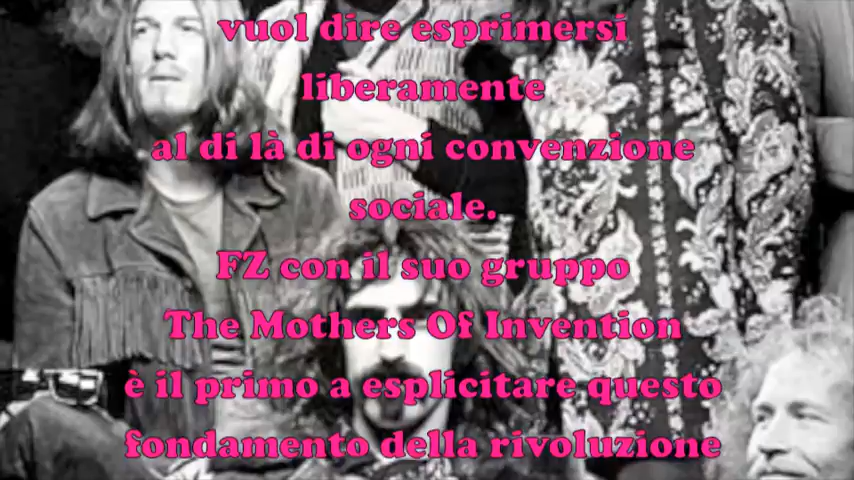 vuol dire esprimersi
liberamente
al di là di ogni convenzione
sociale.
FZ con il suo gruppo
The Mothers Of Invention
è il primo a esplicitare questo
fondamento della rivoluzione